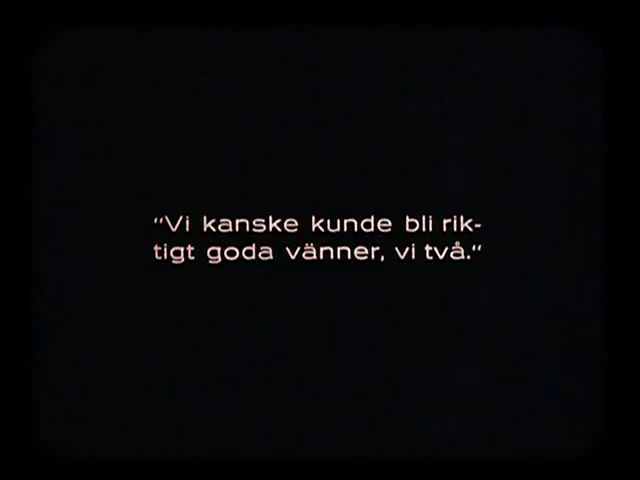 “Vi kanske kunde bli rik-
tigt goda vänner, vi två.“